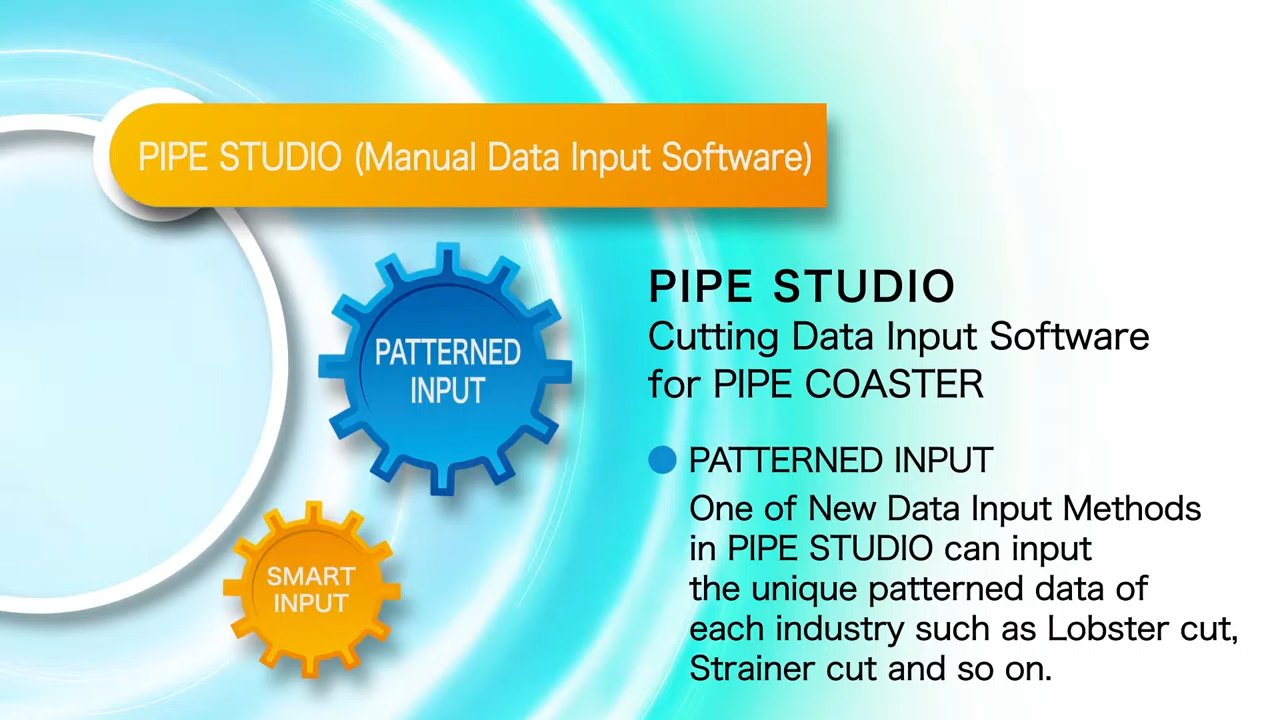 PIPE STUDIO (Manual Data Input Software)
PATTERNED
INPUT
SMART
INPUT
PIPE STUDIO
Cutting Data Input Software
for PIPE COASTER
PATTERNED INPUT
One of New Data Input Methods
in PIPE STUDIO can input
the unique patterned data of
each industry such as Lobster cut,
Strainer cut and so on.